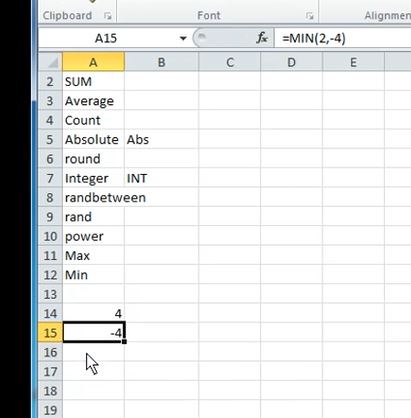 Clipboard Font Alignmen
A15 fx =MIN(2,-4)
A B C D E
2 SUM
3 Average
4 Count
5 Absolute Abs
6 round
7 Integer INT
8 randbetween
9 rand
10 power
11 Max
12 Min
13
14 4
15 -4
16
17
18
19